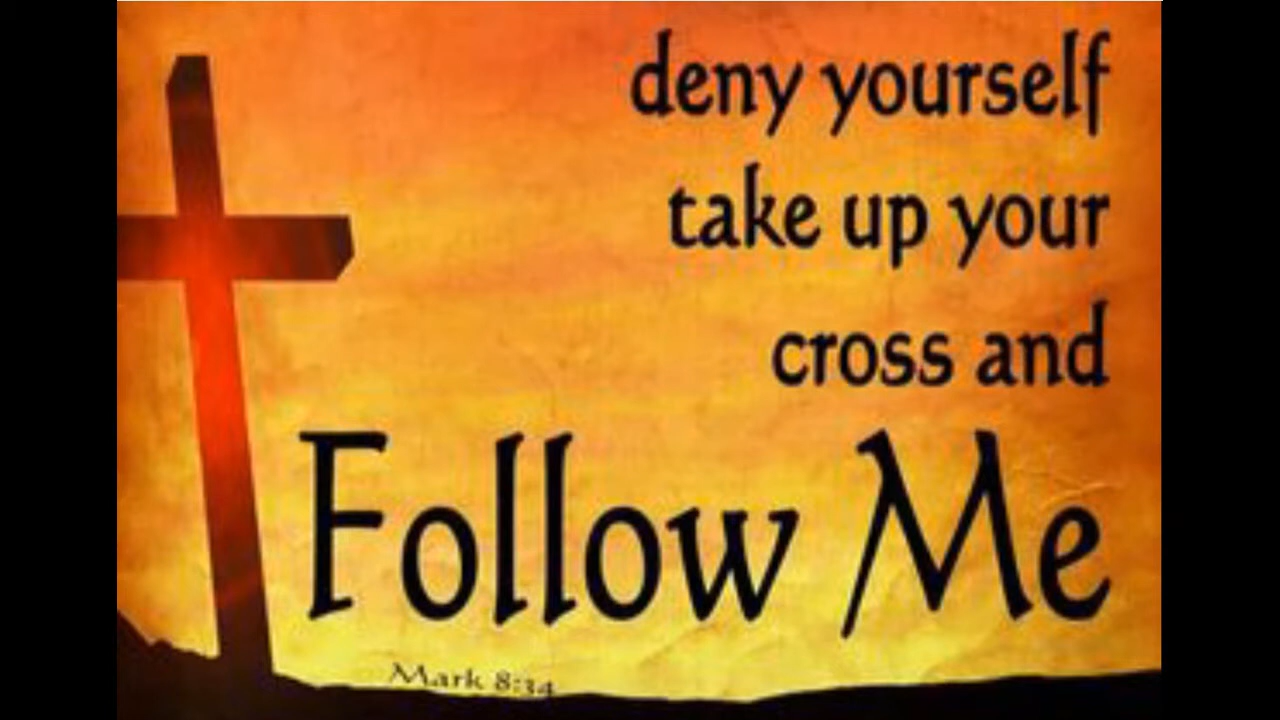 deny yourself
take up your
cross and
Follow Me
Mark 8:34